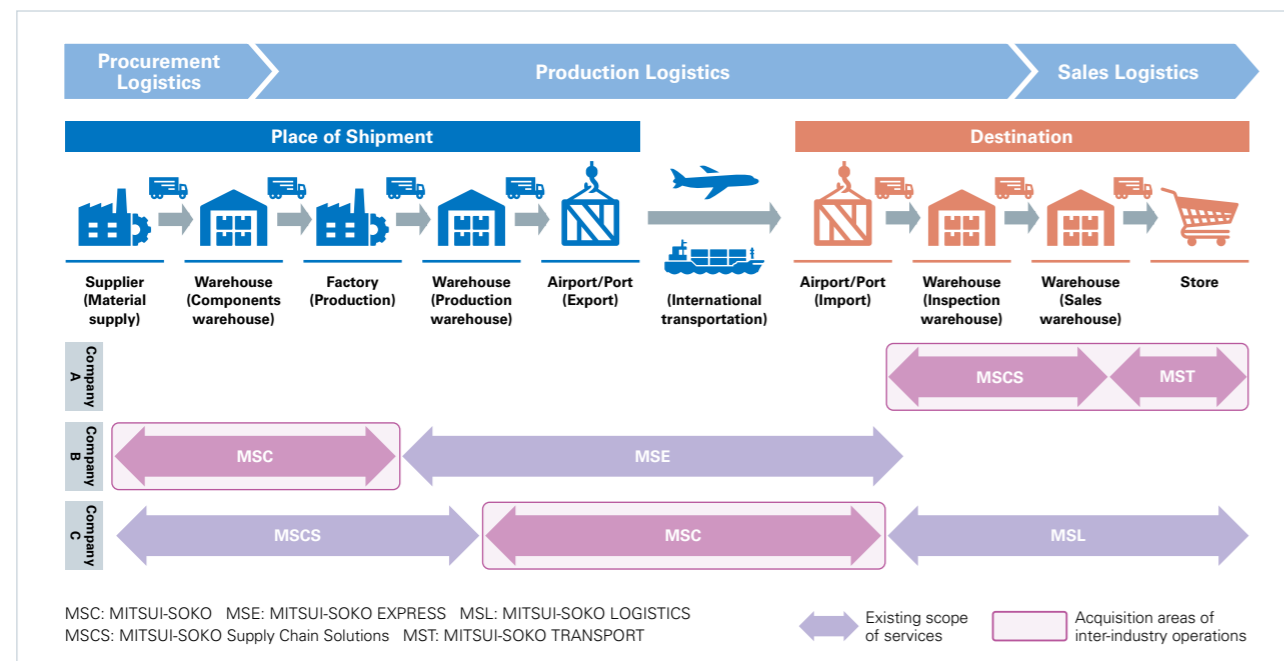 Procurement
Logistics
Production Logistics
Sales Logistics
Place of Shipment
Destination
Supplier
(Material
supply)
Warehouse
(Components
warehouse)
Factory
(Production)
Warehouse
(Production
warehouse)
Airport/Port
(Export)
(International
transportation)
Airport/Port
(Import)
Warehouse
(Inspection
warehouse)
Warehouse
(Sales
warehouse)
Store
Company
A
MSCS
MST
Company
B
MSC
MSE
Company
C
MSCS
MSC
MSL
MSC: MITSUI-SOKO MSE: MITSUI-SOKO EXPRESS MSL: MITSUI-SOKO LOGISTICS
MSCS: MITSUI-SOKO Supply Chain Solutions MST: MITSUI-SOKO TRANSPORT
Existing scope
of services
Acquisition areas of
inter-industry operations